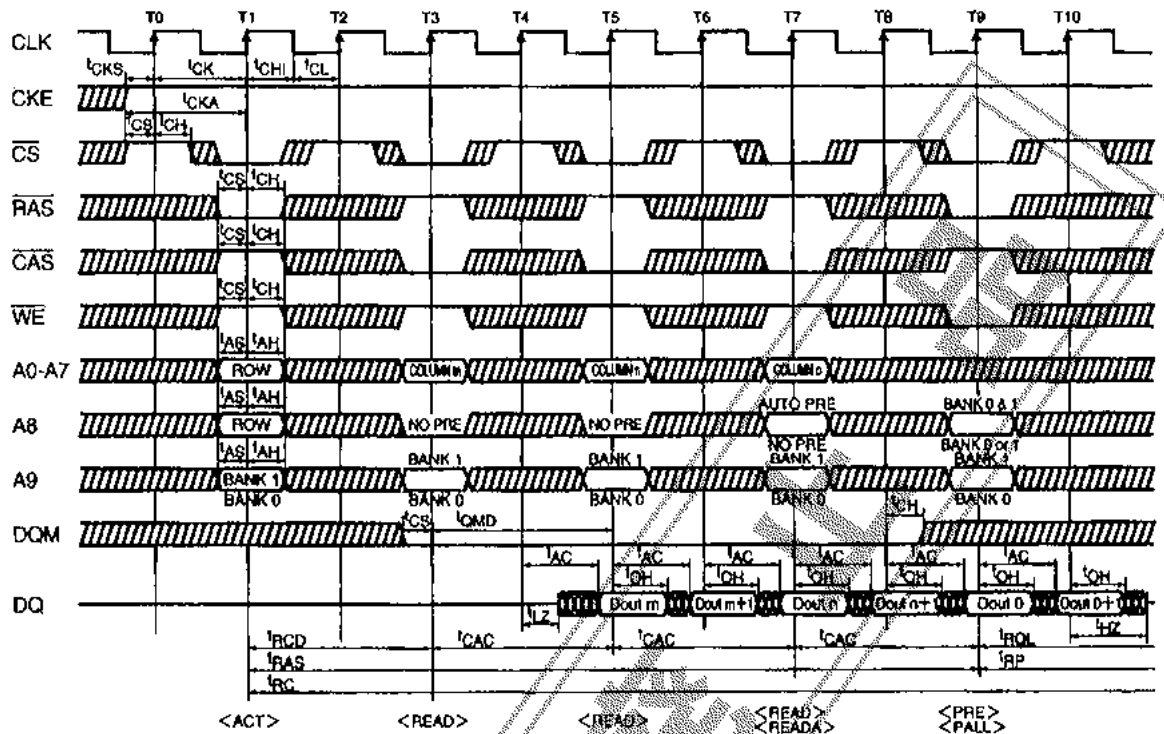 T0 T1 T2 T3 T4 T5 T6 T7 T8 T9 T10
CLK
tCKS tCK tCHI tCL
CKE
tCKA
tCS tCH
CS
tCS tCH
RAS
tCS tCH
CAS
tCS tCH
WE
tAS tAH
A0-A7 ROW COLUMN m COLUMN n COLUMN o
tAS tAH AUTO PRE BANK 0 & 1
A8 ROW NO PRE NO PRE
NO PRE BANK 0 or 1
tAS tAH BANK 1 BANK 1 BANK 1 BANK 1
A9 BANK 1
BANK 0 BANK 0 BANK 0 BANK 0 BANK 0
tCS tQMD tCH
DQM
tAC tAC tAC tAC tAC tAC
tOH tOH tOH tOH tOH tOH
DQ Dout m Dout m+1 Dout n Dout n+1 Dout 0 Dout 0+1
tLZ tHZ
tRCD tCAC tCAC tCAC tRQL
tRAS tRP
tRC
<ACT> <READ> <READ> <READ> <PRE>
<READA> <PALL>